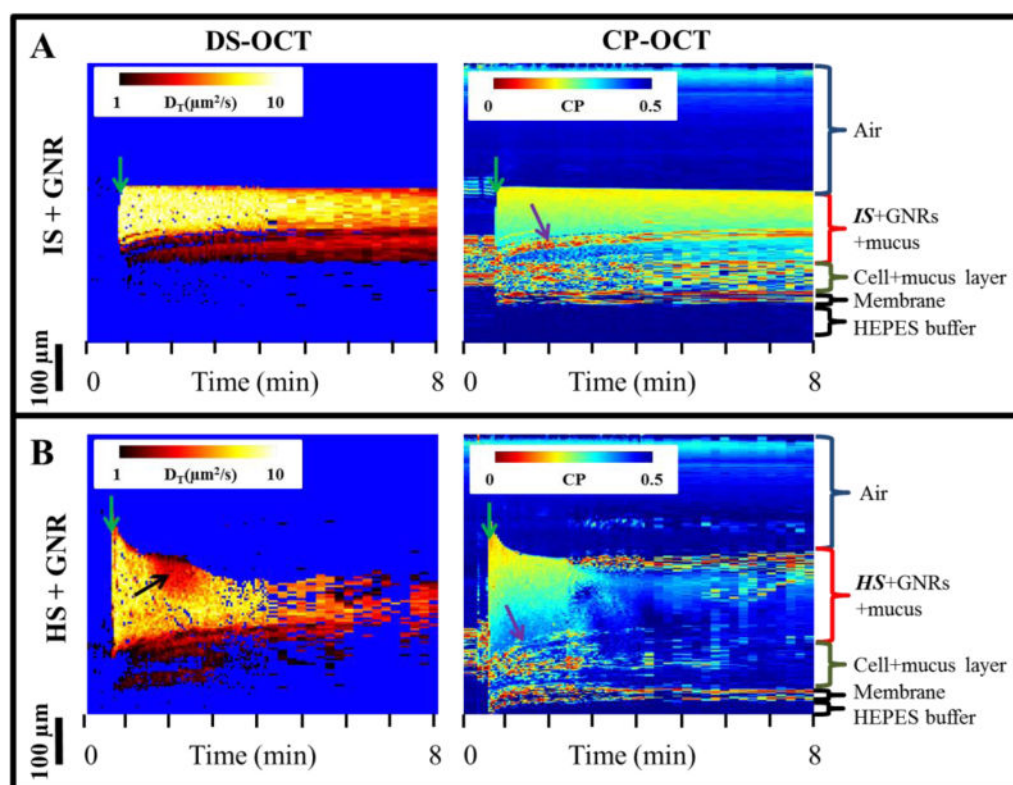 A
DS-OCT
CP-OCT
IS + GNR
1 D_T(µm²/s) 10
0 CP 0.5
Air
IS+GNRs
+mucus
Cell+mucus layer
Membrane
HEPES buffer
100 µm
0 Time (min) 8
0 Time (min) 8
B
HS + GNR
1 D_T(µm²/s) 10
0 CP 0.5
Air
HS+GNRs
+mucus
Cell+mucus layer
Membrane
HEPES buffer
100 µm
0 Time (min) 8
0 Time (min) 8